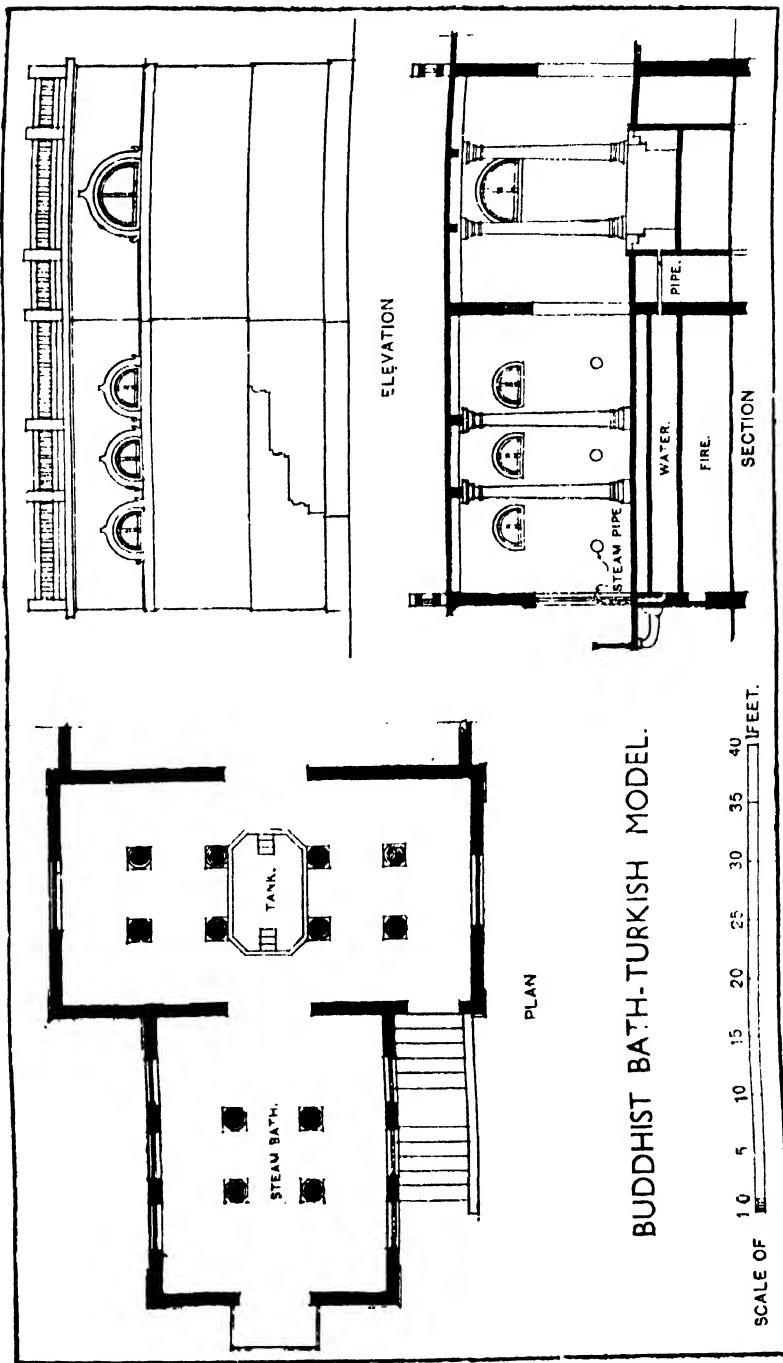 ELEVATION
PIPE.
WATER.
FIRE.
STEAM PIPE
SECTION
TANK.
STEAM BATH.
PLAN
BUDDHIST BATH-TURKISH MODEL.
SCALE OF 1 0 5 10 15 20 25 30 35 40 FEET.